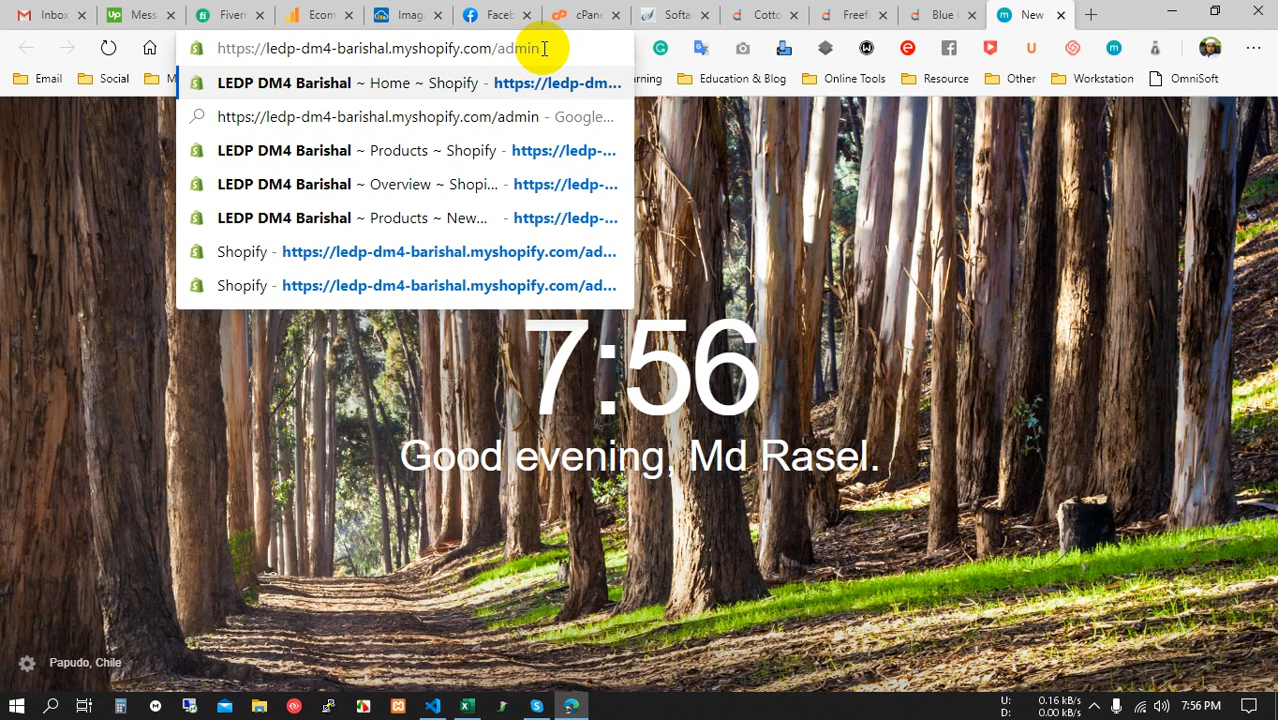 Inbox
Mess
Fiverr
Ecom
Imag
Faceb
cPane
Softa
Cotto
Freefi
Blue C
New T
https://ledp-dm4-barishal.myshopify.com/admin
Email
Social
M
rning
Education & Blog
Online Tools
Resource
Other
Workstation
OmniSoft
LEDP DM4 Barishal ~ Home ~ Shopify - https://ledp-dm...
https://ledp-dm4-barishal.myshopify.com/admin - Google...
LEDP DM4 Barishal ~ Products ~ Shopify - https://ledp-...
LEDP DM4 Barishal ~ Overview ~ Shopi... - https://ledp-...
LEDP DM4 Barishal ~ Products ~ New... - https://ledp-...
Shopify - https://ledp-dm4-barishal.myshopify.com/ad...
Shopify - https://ledp-dm4-barishal.myshopify.com/ad...
7:56
Good evening, Md Rasel.
Papudo, Chile
U: 0.16 kB/s
D: 0.00 kB/s
7:56 PM